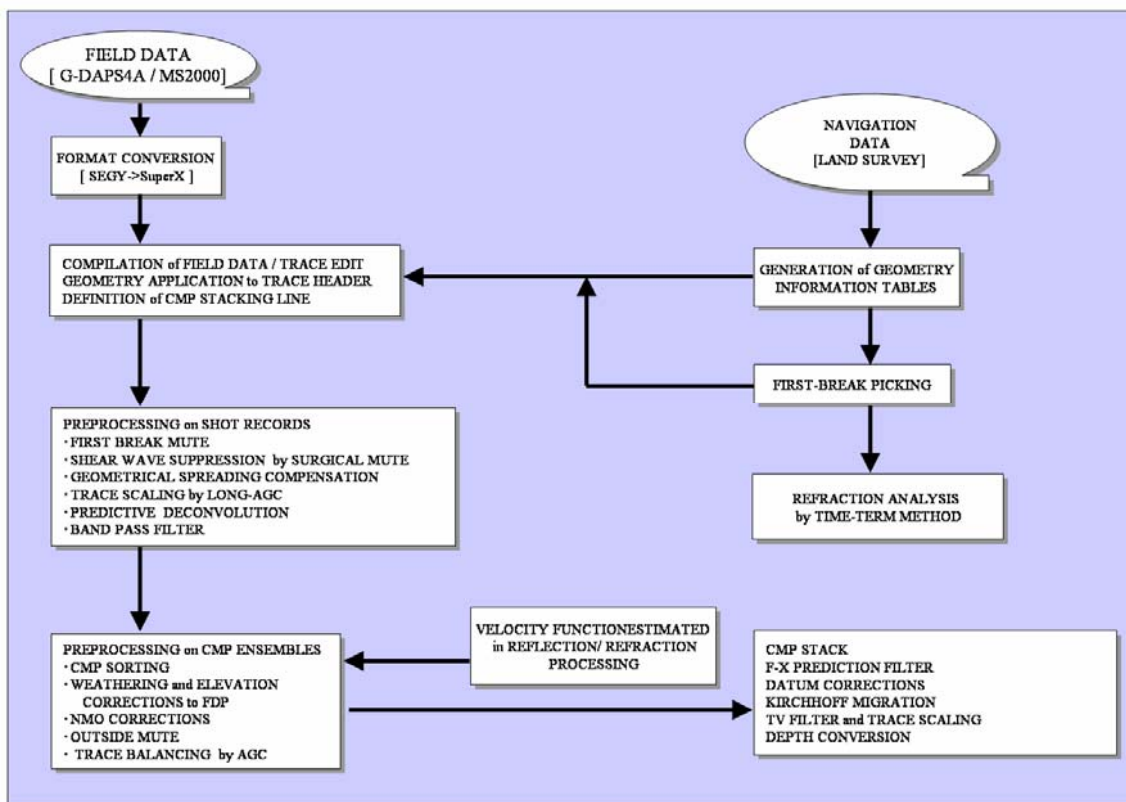 FIELD DATA
[ G-DAPS4A / MS2000]
FORMAT CONVERSION
[ SEGY->SuperX ]
NAVIGATION
DATA
[LAND SURVEY]
COMPILATION of FIELD DATA / TRACE EDIT
GEOMETRY APPLICATION to TRACE HEADER
DEFINITION of CMP STACKING LINE
GENERATION of GEOMETRY
INFORMATION TABLES
FIRST-BREAK PICKING
PREPROCESSING on SHOT RECORDS
·FIRST BREAK MUTE
·SHEAR WAVE SUPPRESSION by SURGICAL MUTE
·GEOMETRICAL SPREADING COMPENSATION
·TRACE SCALING by LONG-AGC
·PREDICTIVE DECONVOLUTION
·BAND PASS FILTER
REFRACTION ANALYSIS
by TIME-TERM METHOD
PREPROCESSING on CMP ENSEMBLES
·CMP SORTING
·WEATHERING and ELEVATION
CORRECTIONS to FDP
·NMO CORRECTIONS
·OUTSIDE MUTE
· TRACE BALANCING by AGC
VELOCITY FUNCTIONESTIMATED
in REFLECTION/ REFRACTION
PROCESSING
CMP STACK
F-X PREDICTION FILTER
DATUM CORRECTIONS
KIRCHHOFF MIGRATION
TV FILTER and TRACE SCALING
DEPTH CONVERSION